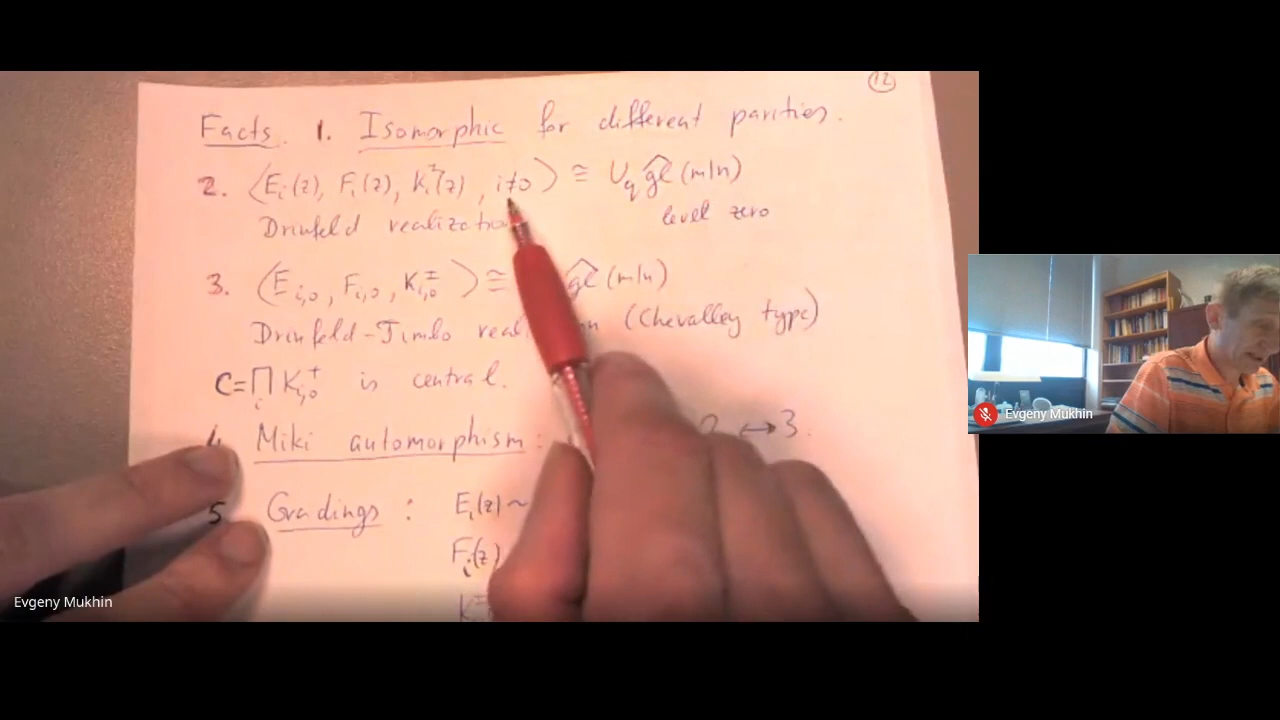 12
Facts. 1. Isomorphic for different parities.
2. ⟨E_i(z), F_i(z), K_i^±(z), i≠0⟩ ≅ U_q ĝl(m|n)
Drinfeld realizatio level zero
3. ⟨E_{i,0}, F_{i,0}, K_{i,0}^±⟩ ≅ ĝl(m|n)
Drinfeld-Jimbo real n (Chevalley type)
C = ∏_i K_{i,0}^+ is central.
4 Miki automorphism: 2 ↔ 3.
5 Gradings: E_i(z) ~
F_i(z)
K
Evgeny Mukhin
Evgeny Mukhin